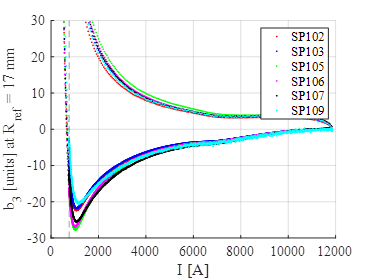 30
20
10
0
-10
-20
-30
b3 [units] at Rref = 17 mm
SP102
SP103
SP105
SP106
SP107
SP109
0 2000 4000 6000 8000 10000 12000
I [A]